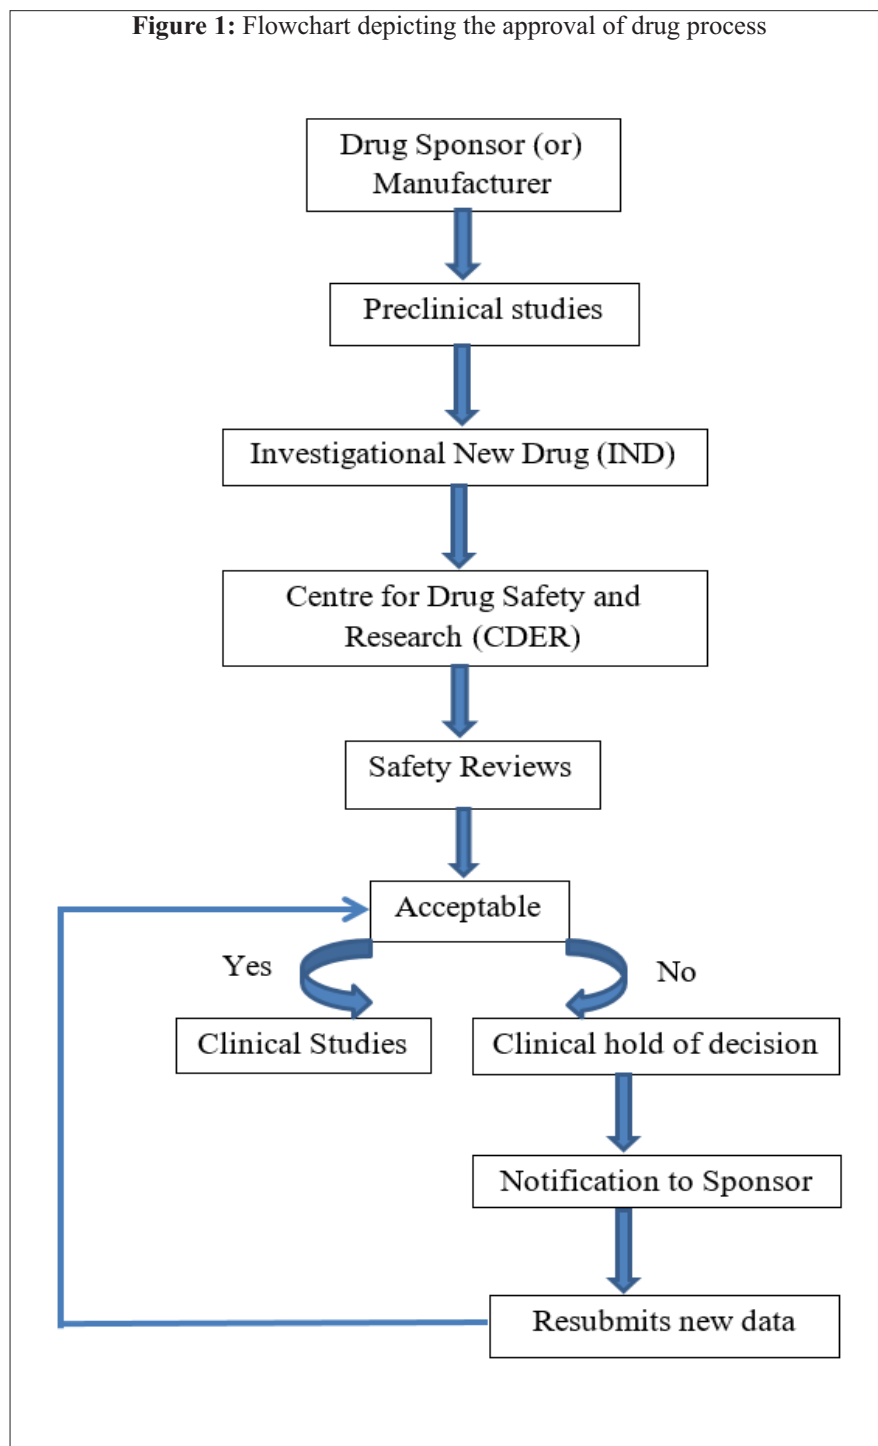 Figure 1: Flowchart depicting the approval of drug process
Drug Sponsor (or)
Manufacturer
Preclinical studies
Investigational New Drug (IND)
Centre for Drug Safety and
Research (CDER)
Safety Reviews
Acceptable
Yes
No
Clinical Studies
Clinical hold of decision
Notification to Sponsor
Resubmits new data